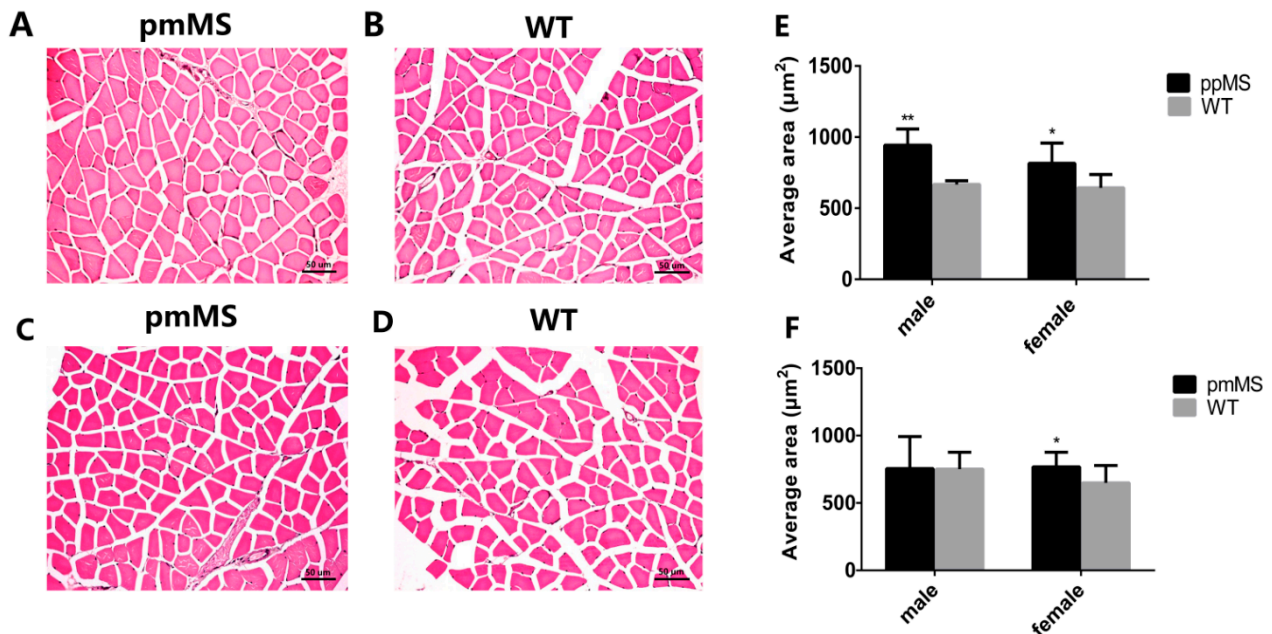 A
pmMS
B
WT
50 um
50 um
C
pmMS
D
WT
50 um
50 um
E
Average area (µm²)
1500
1000
500
0
**
*
male
female
ppMS
WT
F
Average area (µm²)
1500
1000
500
0
*
male
female
pmMS
WT